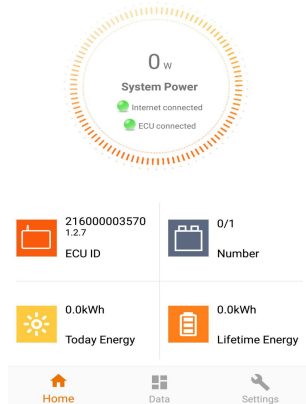 0 W
System Power
Internet connected
ECU connected
216000003570
1.2.7
ECU ID
0/1
Number
0.0kWh
Today Energy
0.0kWh
Lifetime Energy
Home
Data
Settings